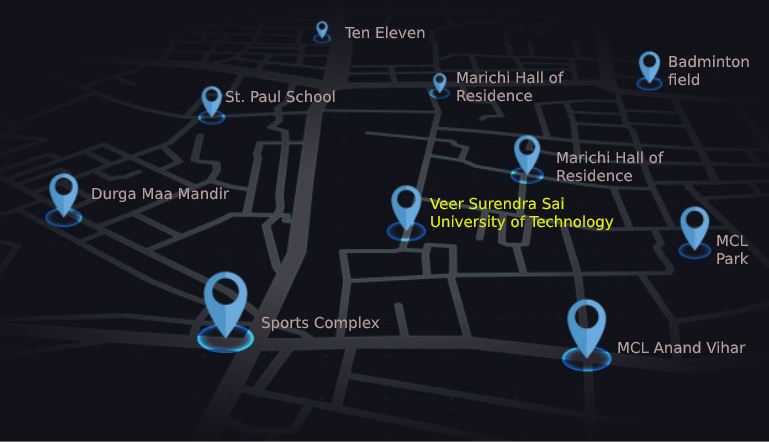 Ten Eleven
Badminton
field
Marichi Hall of
Residence
St. Paul School
Marichi Hall of
Residence
Durga Maa Mandir
Veer Surendra Sai
University of Technology
MCL
Park
Sports Complex
MCL Anand Vihar